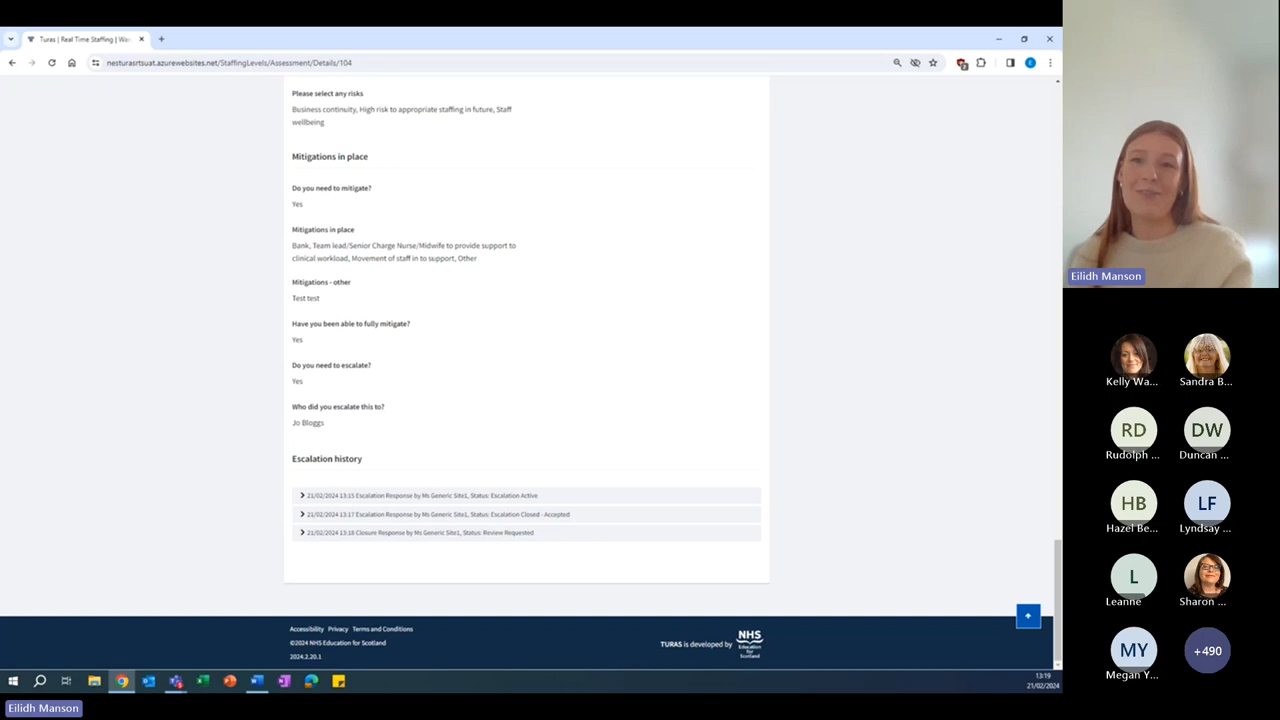 Turas | Real Time Staffing | Wa
nesturasrtsuat.azurewebsites.net/StaffingLevels/Assessment/Details/104
Please select any risks
Business continuity, High risk to appropriate staffing in future, Staff
wellbeing
Mitigations in place
Do you need to mitigate?
Yes
Mitigations in place
Bank, Team lead/Senior Charge Nurse/Midwife to provide support to
clinical workload, Movement of staff in to support, Other
Mitigations - other
Test test
Have you been able to fully mitigate?
Yes
Do you need to escalate?
Yes
Who did you escalate this to?
Jo Bloggs
Escalation history
21/02/2024 13:15 Escalation Response by Ms Generic Site1, Status: Escalation Active
21/02/2024 13:17 Escalation Response by Ms Generic Site1, Status: Escalation Closed - Accepted
21/02/2024 13:18 Closure Response by Ms Generic Site1, Status: Review Requested
Accessibility Privacy Terms and Conditions
©2024 NHS Education for Scotland
2024.2.20.1
TURAS is developed by
NHS
Education
for
Scotland
13:19
21/02/2024
Eilidh Manson
Eilidh Manson
Kelly Wa...
Sandra B...
RD
DW
Rudolph ...
Duncan ...
HB
LF
Hazel Be...
Lyndsay ...
L
Leanne
Sharon ...
MY
+490
Megan Y...